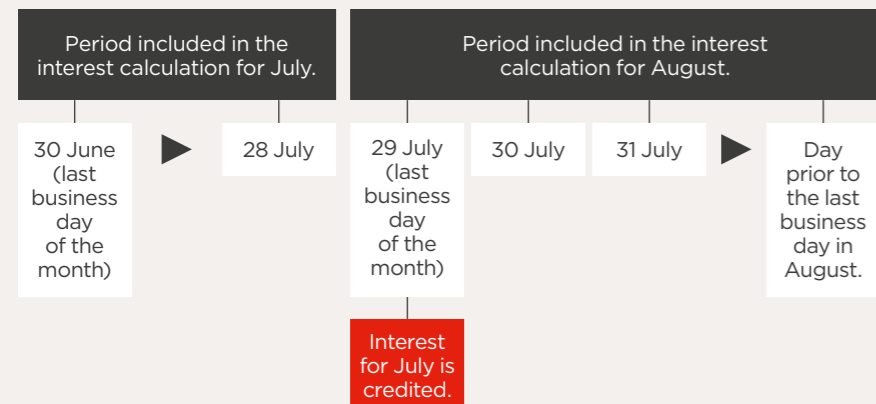 Period included in the
interest calculation for July.
Period included in the interest
calculation for August.
30 June
(last
business
day
of the
month)
28 July
29 July
(last
business
day
of the
month)
30 July
31 July
Day
prior to
the last
business
day in
August.
Interest
for July is
credited.